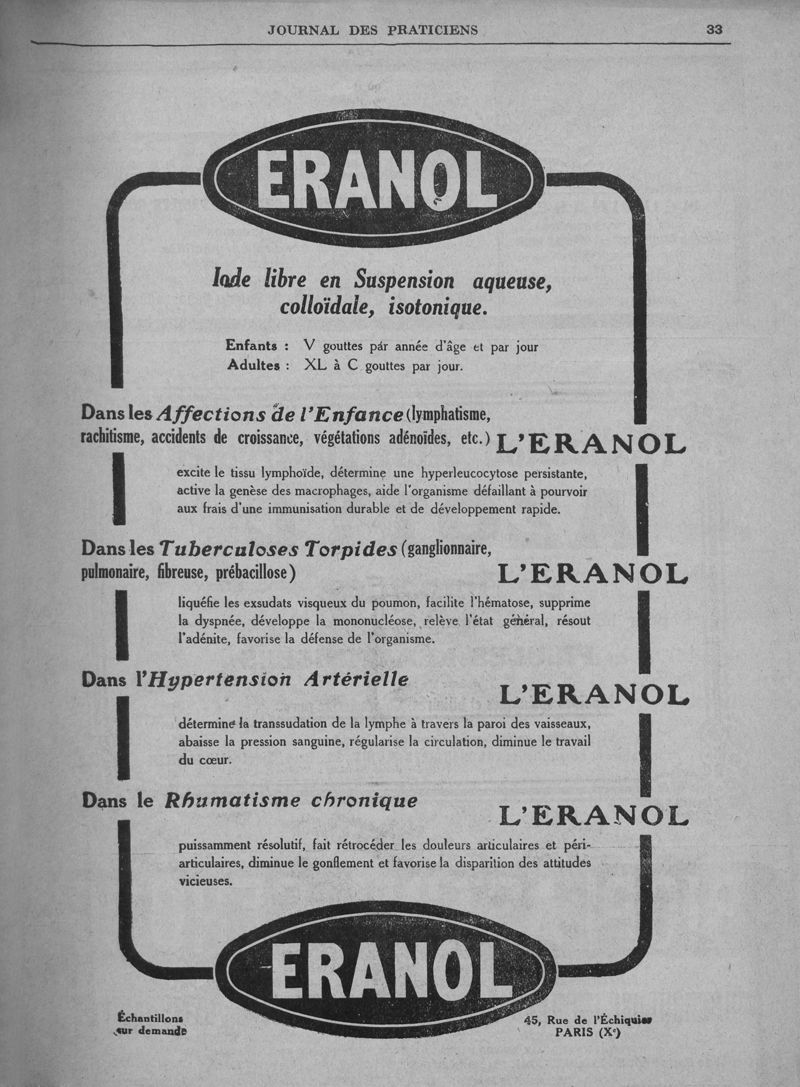 JOURNAL DES PRATICIENS 33
ERANOL
Iode libre en Suspension aqueuse,
colloïdale, isotonique.
Enfants : V gouttes pár année d'âge et par jour
Adultes : XL à C gouttes par jour.
Dans les Affections de l'Enfance (lymphatisme,
rachitisme, accidents de croissance, végétations adénoïdes, etc.) L'ERANOL
excite le tissu lymphoïde, détermine une hyperleucocytose persistante,
active la genèse des macrophages, aide l'organisme défaillant à pourvoir
aux frais d'une immunisation durable et de développement rapide.
Dans les Tuberculoses Torpides (ganglionnaire,
pulmonaire, fibreuse, prébacillose) L'ERANOL
liquéfie les exsudats visqueux du poumon, facilite l'hématose, supprime
la dyspnée, développe la mononucléose, relève l'état général, résout
l'adénite, favorise la défense de l'organisme.
Dans l'Hypertension Artérielle
L'ERANOL
détermine la transsudation de la lymphe à travers la paroi des vaisseaux,
abaisse la pression sanguine, régularise la circulation, diminue le travail
du cœur.
Dans le Rhumatisme chronique
L'ERANOL
puissamment résolutif, fait rétrocéder les douleurs articulaires et péri-
articulaires, diminue le gonflement et favorise la disparition des attitudes
vicieuses.
ERANOL
Échantillons
sur demande
45, Rue de l'Échiquier
PARIS (Xe)